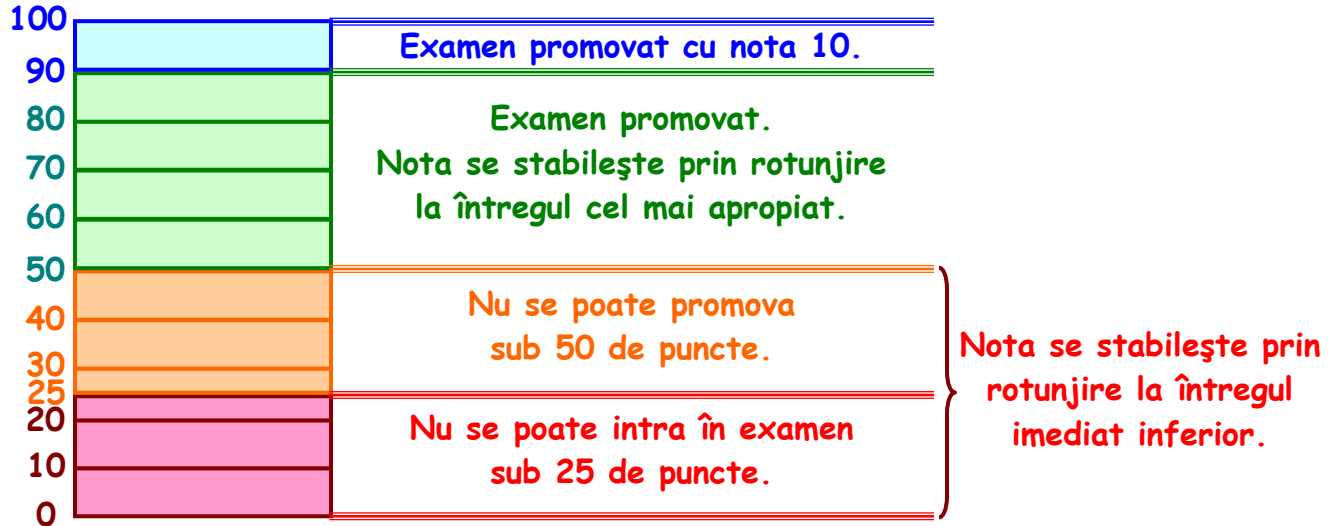 100
Examen promovat cu nota 10.
90
80
Examen promovat.
70
Nota se stabileşte prin rotunjire
60
la întregul cel mai apropiat.
50
40
Nu se poate promova
30
sub 50 de puncte.
25
20
Nu se poate intra în examen
10
sub 25 de puncte.
0
Nota se stabileşte prin
rotunjire la întregul
imediat inferior.